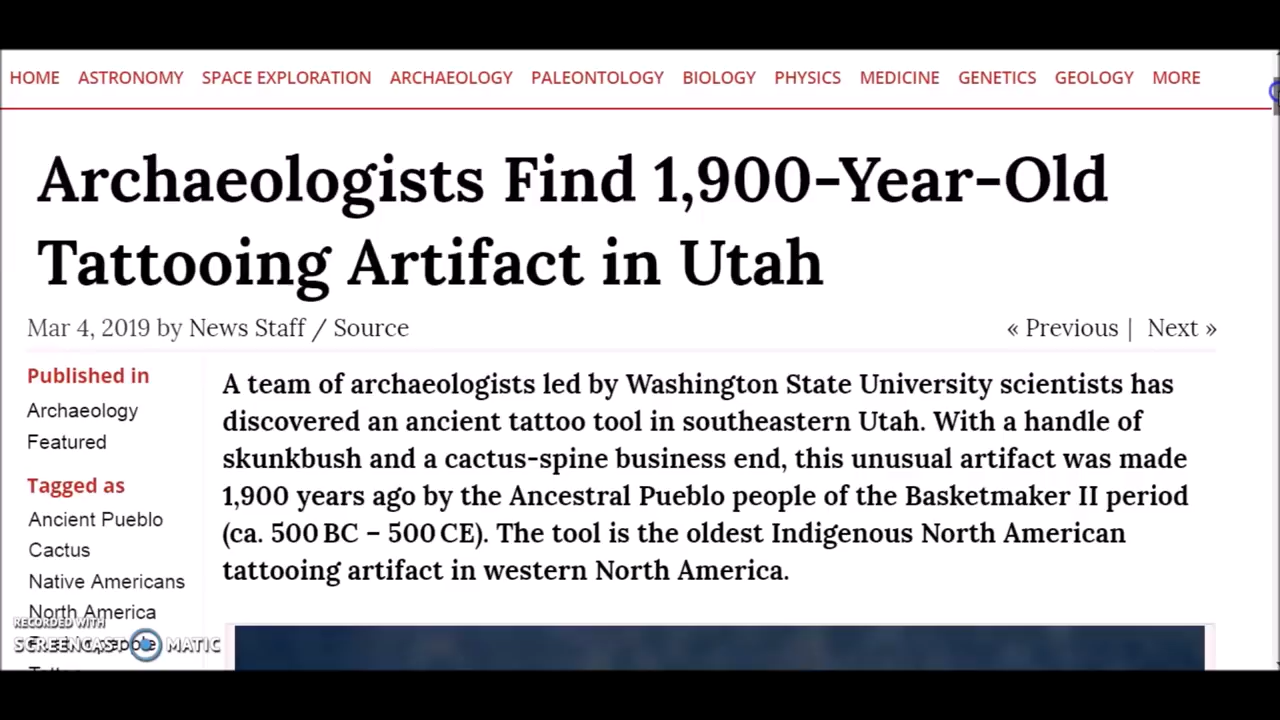 HOME ASTRONOMY SPACE EXPLORATION ARCHAEOLOGY PALEONTOLOGY BIOLOGY PHYSICS MEDICINE GENETICS GEOLOGY MORE
Archaeologists Find 1,900-Year-Old
Tattooing Artifact in Utah
Mar 4, 2019 by News Staff / Source
« Previous | Next »
Published in
Archaeology
Featured
Tagged as
Ancient Pueblo
Cactus
Native Americans
North America
A team of archaeologists led by Washington State University scientists has
discovered an ancient tattoo tool in southeastern Utah. With a handle of
skunkbush and a cactus-spine business end, this unusual artifact was made
1,900 years ago by the Ancestral Pueblo people of the Basketmaker II period
(ca. 500 BC – 500 CE). The tool is the oldest Indigenous North American
tattooing artifact in western North America.
RECORDED WITH
SCREENCAST MATIC